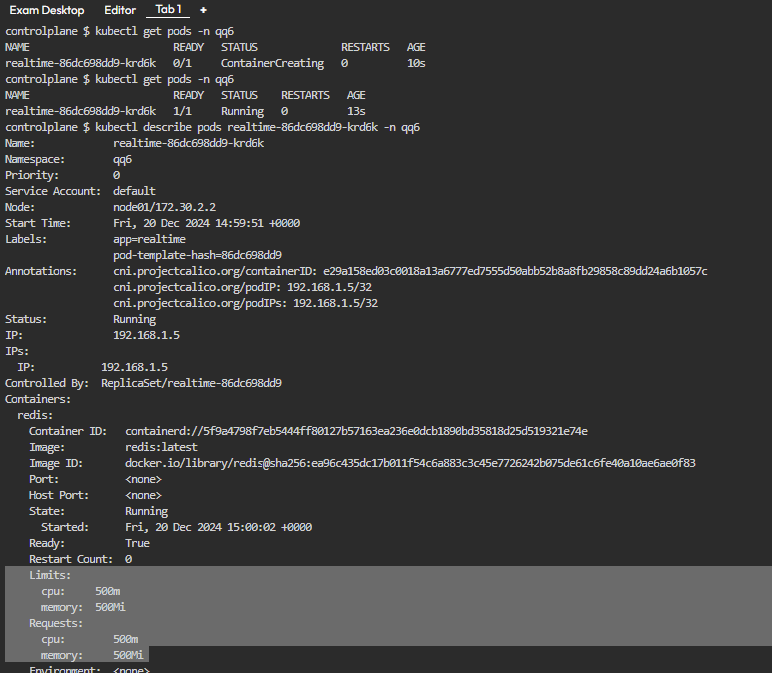 Exam Desktop Editor Tab 1 +
controlplane $ kubectl get pods -n qq6
NAME READY STATUS RESTARTS AGE
realtime-86dc698dd9-krd6k 0/1 ContainerCreating 0 10s
controlplane $ kubectl get pods -n qq6
NAME READY STATUS RESTARTS AGE
realtime-86dc698dd9-krd6k 1/1 Running 0 13s
controlplane $ kubectl describe pods realtime-86dc698dd9-krd6k -n qq6
Name: realtime-86dc698dd9-krd6k
Namespace: qq6
Priority: 0
Service Account: default
Node: node01/172.30.2.2
Start Time: Fri, 20 Dec 2024 14:59:51 +0000
Labels: app=realtime
pod-template-hash=86dc698dd9
Annotations: cni.projectcalico.org/containerID: e29a158ed03c0018a13a6777ed7555d50abb52b8a8fb29858c89dd24a6b1057c
cni.projectcalico.org/podIP: 192.168.1.5/32
cni.projectcalico.org/podIPs: 192.168.1.5/32
Status: Running
IP: 192.168.1.5
IPs:
IP: 192.168.1.5
Controlled By: ReplicaSet/realtime-86dc698dd9
Containers:
redis:
Container ID: containerd://5f9a4798f7eb5444ff80127b57163ea236e0dcb1890bd35818d25d519321e74e
Image: redis:latest
Image ID: docker.io/library/redis@sha256:ea96c435dc17b011f54c6a883c3c45e7726242b075de61c6fe40a10ae6ae0f83
Port: <none>
Host Port: <none>
State: Running
Started: Fri, 20 Dec 2024 15:00:02 +0000
Ready: True
Restart Count: 0
Limits:
cpu: 500m
memory: 500Mi
Requests:
cpu: 500m
memory: 500Mi
Environment: <none>